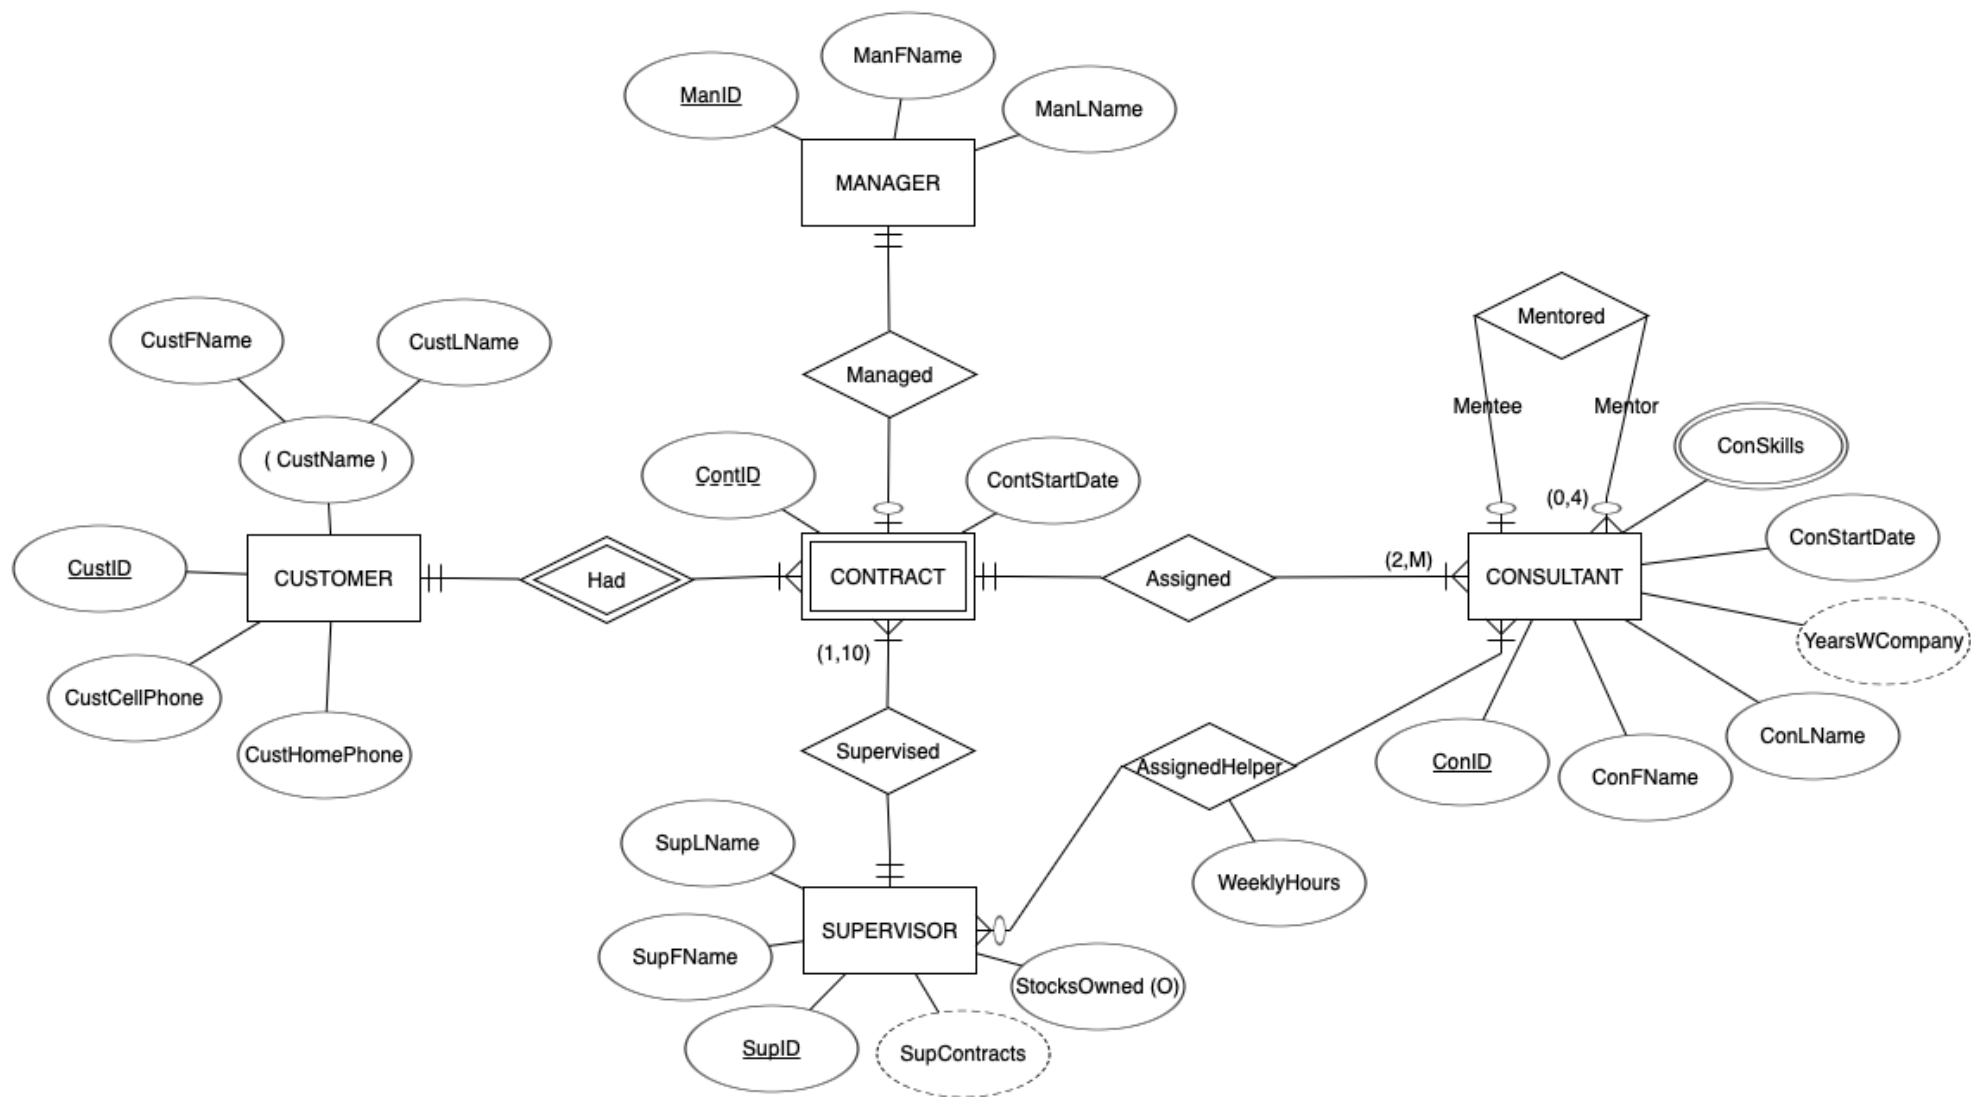 ManFName
ManID
ManLName
MANAGER
Mentored
CustFName
CustLName
Managed
Mentee
Mentor
( CustName )
ConSkills
ContID
ContStartDate
(0,4)
ConStartDate
CustID
CUSTOMER
Had
CONTRACT
Assigned
(2,M)
CONSULTANT
YearsWCompany
(1,10)
CustCellPhone
CustHomePhone
Supervised
AssignedHelper
ConID
ConFName
ConLName
SupLName
WeeklyHours
SUPERVISOR
SupFName
StocksOwned (O)
SupID
SupContracts